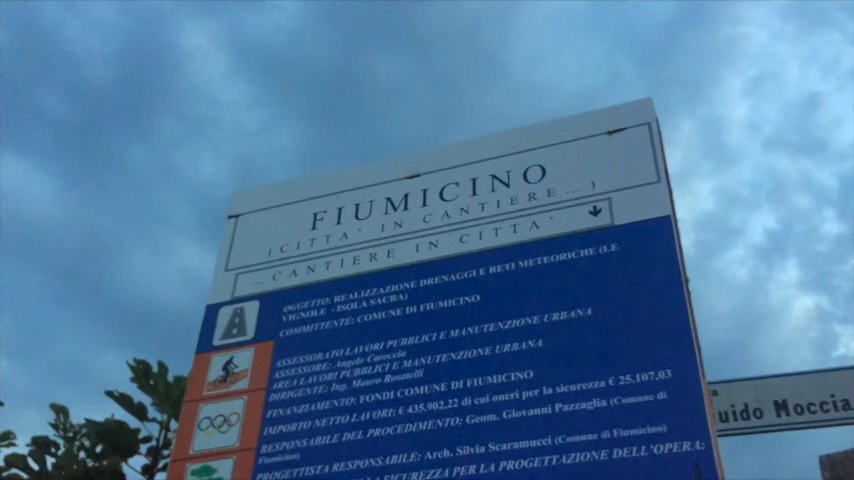 FIUMICINO
(CITTA' IN CANTIERE...)
...CANTIERE IN CITTA'
OGGETTO: REALIZZAZIONE DRENAGGI E RETI METEORICHE (LE
VIGNOLE - ISOLA SACRA)
COMMITTENTE: COMUNE DI FIUMICINO
ASSESSORATO LAVORI PUBBLICI E MANUTENZIONE URBANA
ASSESSORE: Angelo Caroccia
AREA LAVORI PUBBLICI E MANUTENZIONE URBANA
DIRIGENTE: Ing. Mauro Rosatelli
FINANZIAMENTO: FONDI COMUNE DI FIUMICINO
IMPORTO NETTO LAVORI: € 435.902,22 di cui oneri per la sicurezza € 25.107,03
RESPONSABILE DEL PROCEDIMENTO: Geom. Giovanni Pazzaglia (Comune di
Fiumicino)
PROGETTISTA RESPONSABILE: Arch. Silvia Scaramucci (Comune di Fiumicino)
LA SICUREZZA PER LA PROGETTAZIONE DELL'OPERA:
uido Moccia